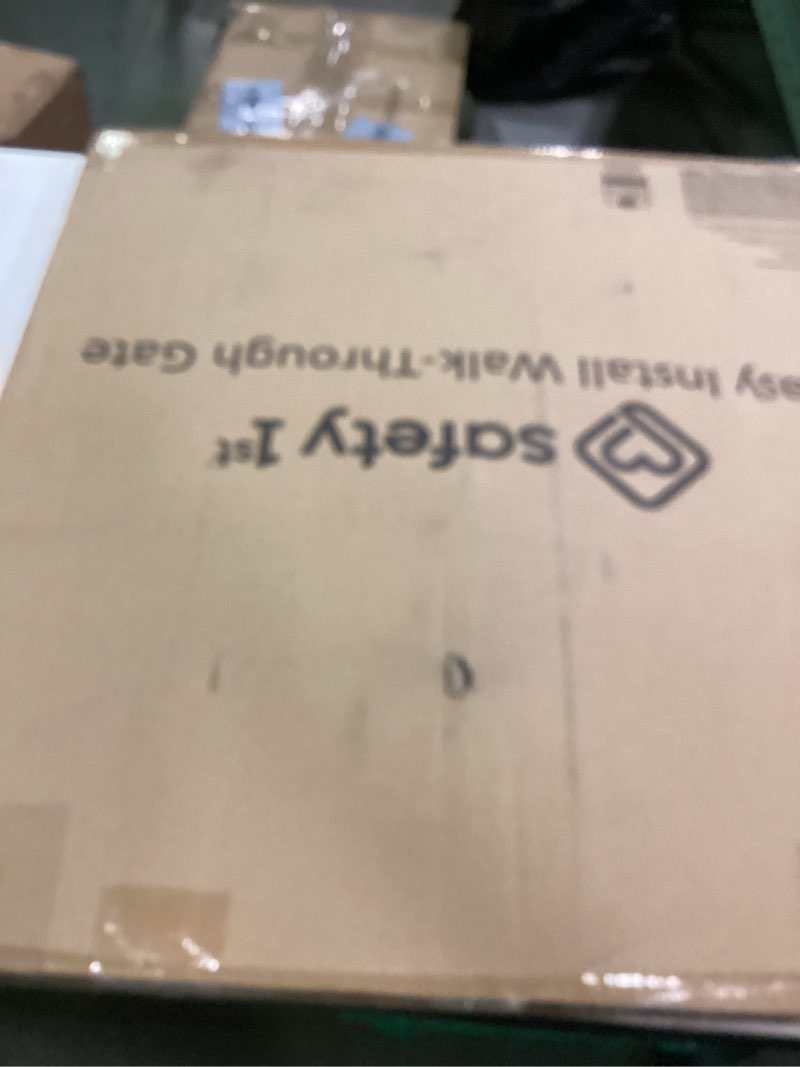 safety 1st
asy Install Walk-Through Gate